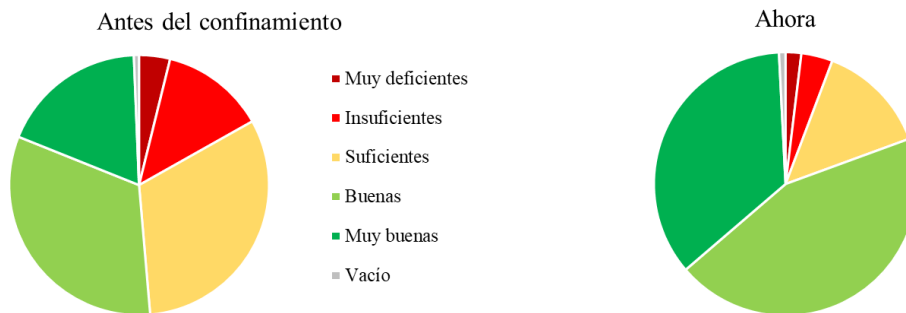 Antes del confinamiento
Ahora
Muy deficientes
Insuficientes
Suficientes
Buenas
Muy buenas
Vacío